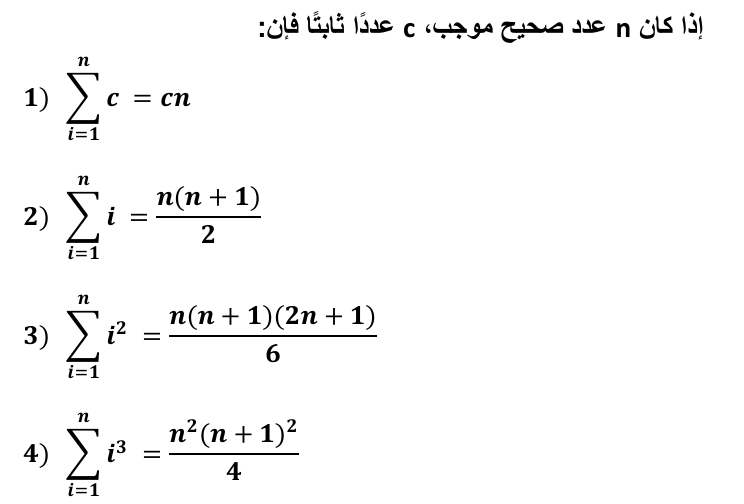 إذا كان n عدد صحيح موجب، c عددًا ثابتًا فإن:
1) ∑_{i=1}^{n} c = cn
2) ∑_{i=1}^{n} i = n(n + 1)/2
3) ∑_{i=1}^{n} i² = n(n + 1)(2n + 1)/6
4) ∑_{i=1}^{n} i³ = n²(n + 1)²/4